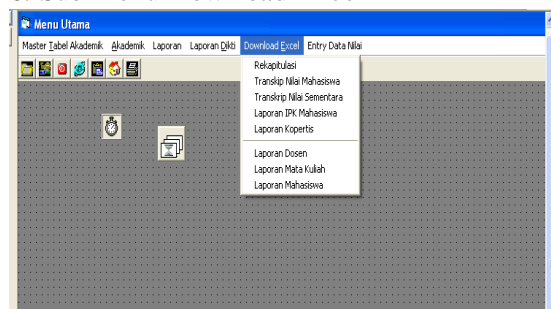 Menu Utama
Master Tabel Akademik Akademik Laporan Laporan Dikti Download Excel Entry Data Nilai
Rekapitulasi
Transkip Nilai Mahasiswa
Transkrip Nilai Sementara
Laporan IPK Mahasiswa
Laporan Kopertis
Laporan Dosen
Laporan Mata Kuliah
Laporan Mahasiswa